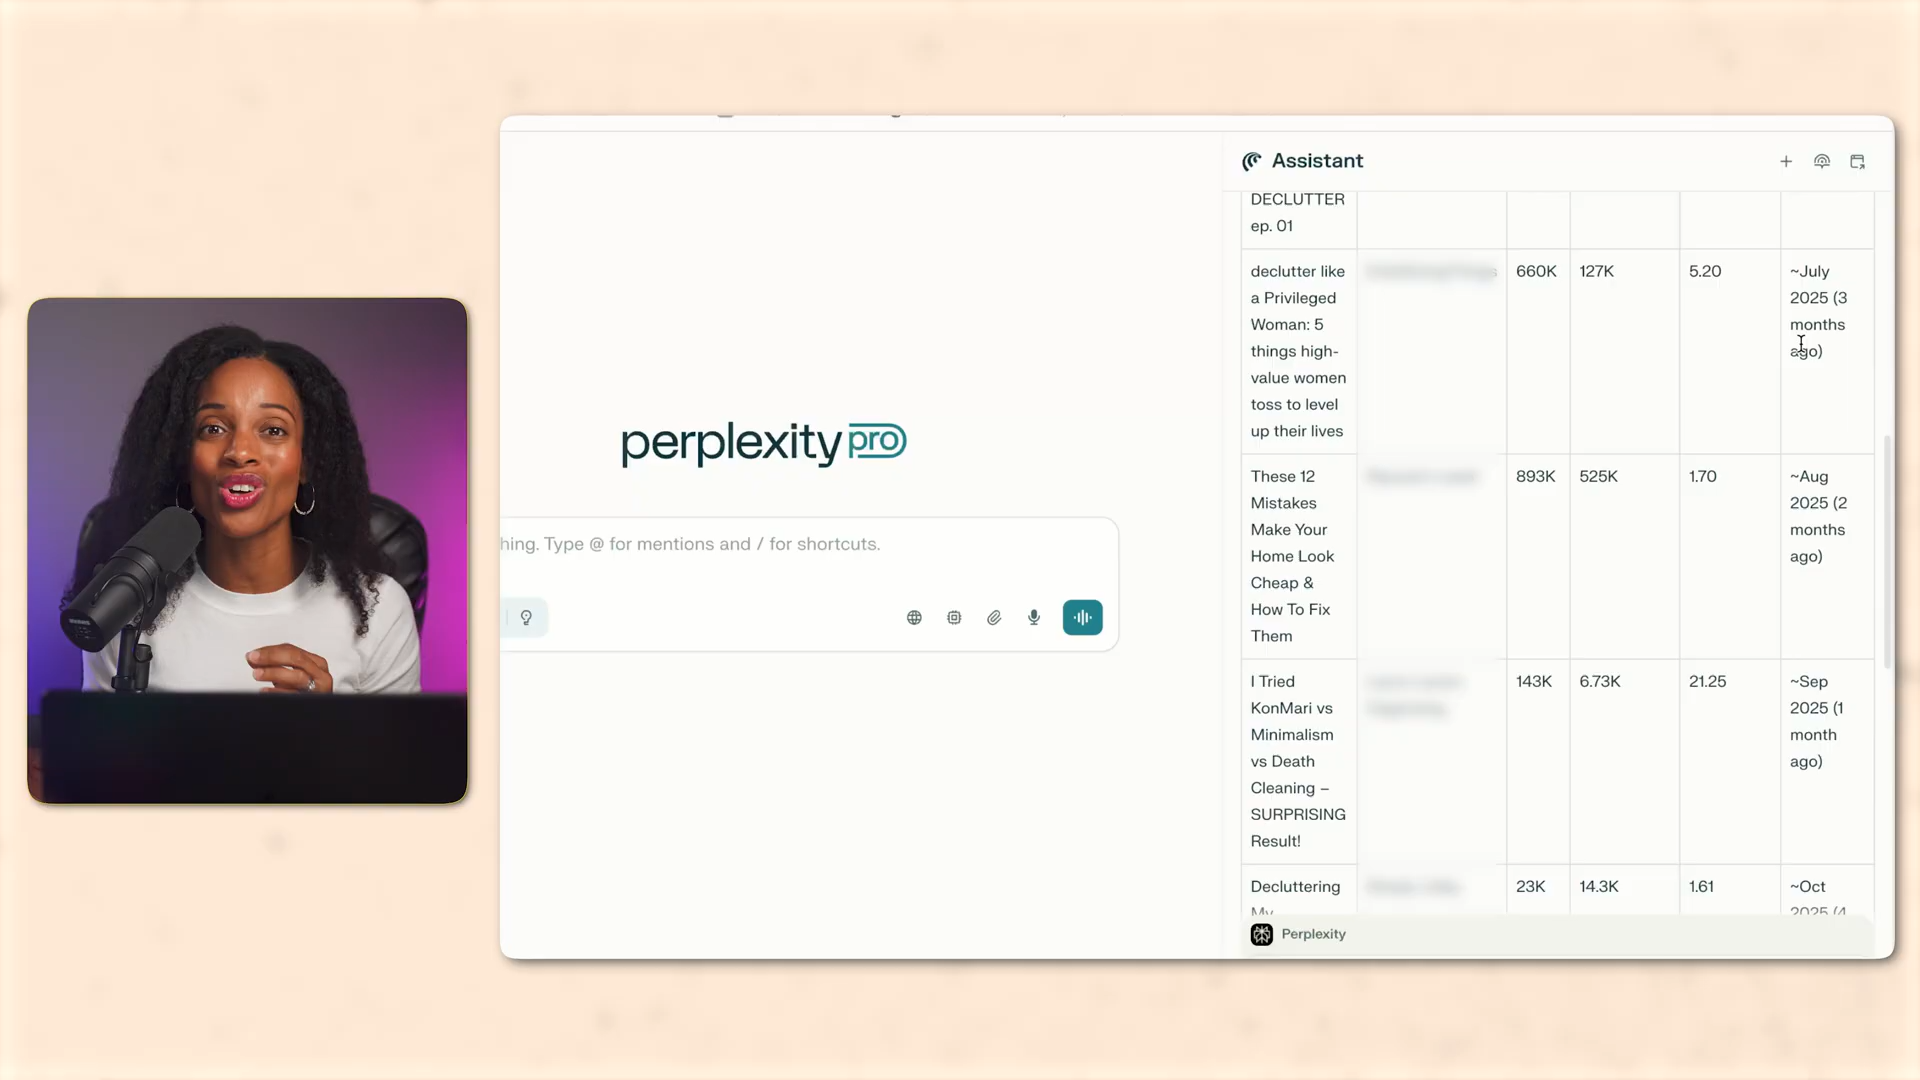 Assistant
DECLUTTER
ep. 01
declutter like
a Privileged
Woman: 5
things high-
value women
toss to level
up their lives
660K
127K
5.20
~July
2025 (3
months
ago)
These 12
Mistakes
Make Your
Home Look
Cheap &
How To Fix
Them
893K
525K
1.70
~Aug
2025 (2
months
ago)
I Tried
KonMari vs
Minimalism
vs Death
Cleaning –
SURPRISING
Result!
143K
6.73K
21.25
~Sep
2025 (1
month
ago)
Decluttering
My
23K
14.3K
1.61
~Oct
2025 (4
Perplexity
perplexity pro
hing. Type @ for mentions and / for shortcuts.